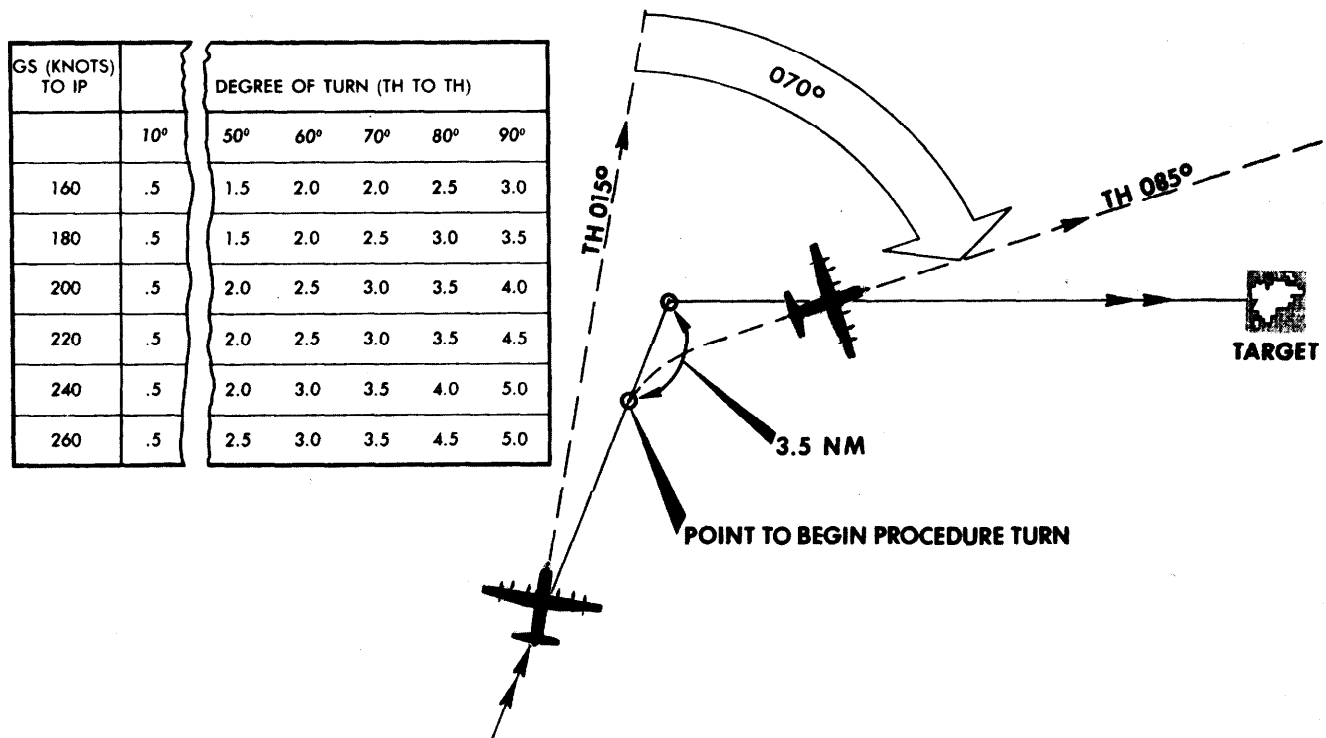 GS (KNOTS)
TO IP
DEGREE OF TURN (TH TO TH)
10° 50° 60° 70° 80° 90°
160 .5 1.5 2.0 2.0 2.5 3.0
180 .5 1.5 2.0 2.5 3.0 3.5
200 .5 2.0 2.5 3.0 3.5 4.0
220 .5 2.0 2.5 3.0 3.5 4.5
240 .5 2.0 3.0 3.5 4.0 5.0
260 .5 2.5 3.0 3.5 4.5 5.0
070°
TH 015°
TH 085°
TARGET
3.5 NM
POINT TO BEGIN PROCEDURE TURN